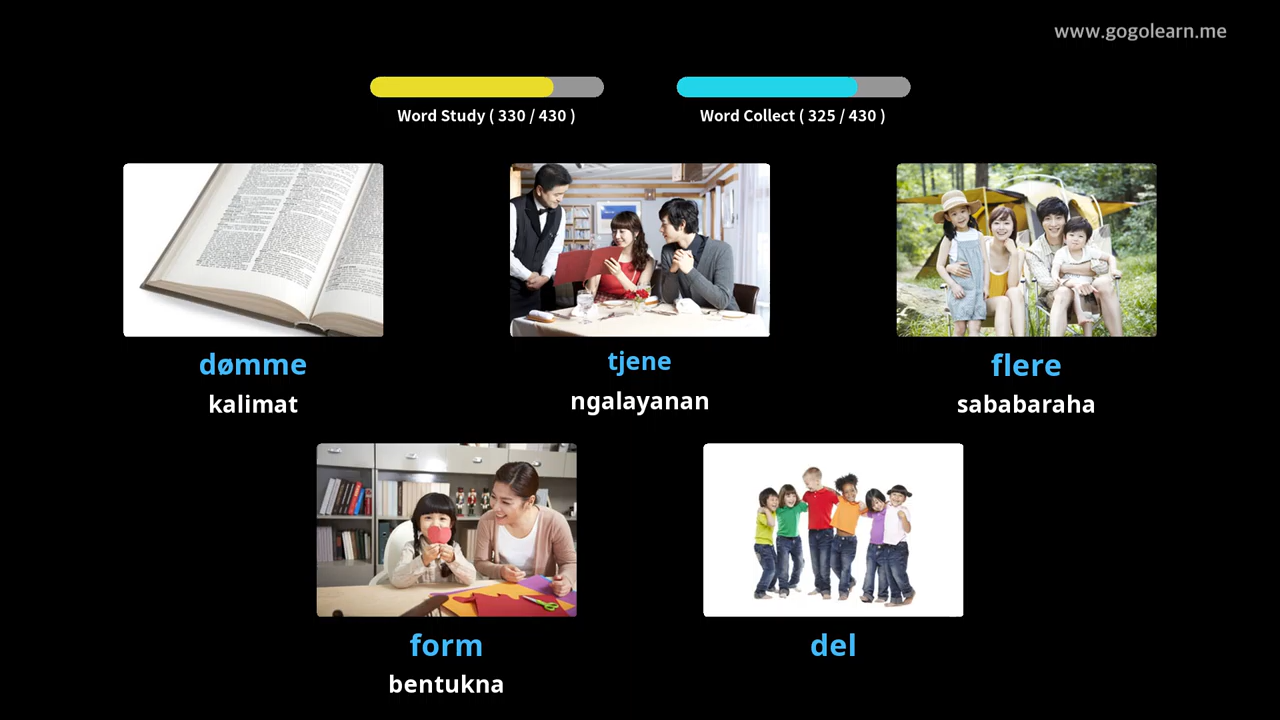 www.gogolearn.me
Word Study ( 330 / 430 )
Word Collect ( 325 / 430 )
dømme
kalimat
tjene
ngalayanan
flere
sababaraha
form
bentukna
del